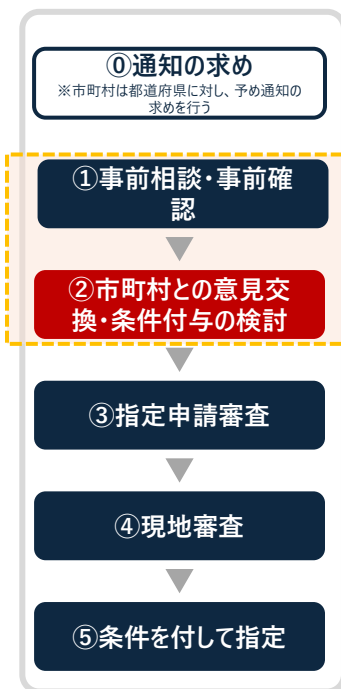 ⓪通知の求め
※市町村は都道府県に対し、予め通知の
求めを行う
①事前相談・事前確
認
②市町村との意見交
換・条件付与の検討
③指定申請審査
④現地審査
⑤条件を付して指定